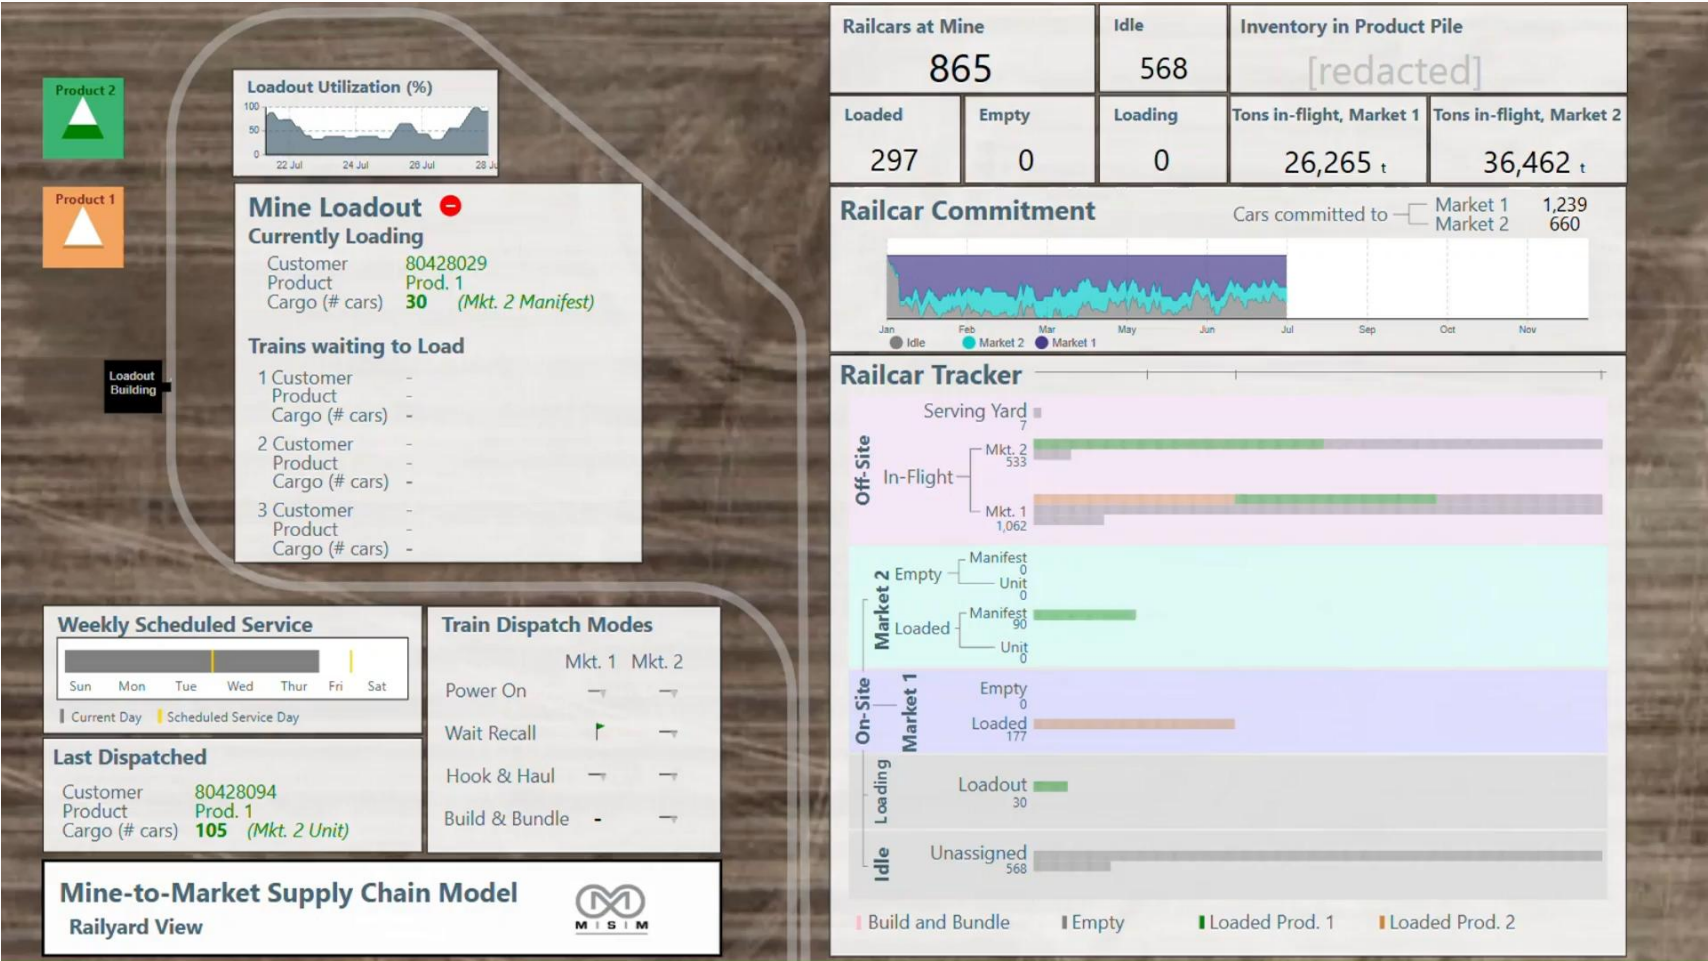 Product 2
Product 1
Loadout
Building
Loadout Utilization (%)
100
50
0
22 Jul 24 Jul 26 Jul 28 Ju
Mine Loadout
Currently Loading
Customer 80428029
Product Prod. 1
Cargo (# cars) 30 (Mkt. 2 Manifest)
Trains waiting to Load
1 Customer -
Product -
Cargo (# cars) -
2 Customer -
Product -
Cargo (# cars) -
3 Customer -
Product -
Cargo (# cars) -
Weekly Scheduled Service
Sun Mon Tue Wed Thur Fri Sat
Current Day Scheduled Service Day
Last Dispatched
Customer 80428094
Product Prod. 1
Cargo (# cars) 105 (Mkt. 2 Unit)
Train Dispatch Modes
Mkt. 1 Mkt. 2
Power On
Wait Recall
Hook & Haul
Build & Bundle -
Mine-to-Market Supply Chain Model
Railyard View
MISIM
Railcars at Mine
865
Idle
568
Inventory in Product Pile
[redacted]
Loaded
297
Empty
0
Loading
0
Tons in-flight, Market 1
26,265 t
Tons in-flight, Market 2
36,462 t
Railcar Commitment
Cars committed to
Market 1 1,239
Market 2 660
Jan Feb Mar May Jun Jul Sep Oct Nov
Idle Market 2 Market 1
Railcar Tracker
Off-Site
Serving Yard
7
In-Flight
Mkt. 2
533
Mkt. 1
1,062
On-Site
Market 2
Empty
Manifest
0
Unit
0
Loaded
Manifest
90
Unit
0
Market 1
Empty
0
Loaded
177
Loading
Loadout
30
Idle
Unassigned
568
Build and Bundle Empty Loaded Prod. 1 Loaded Prod. 2